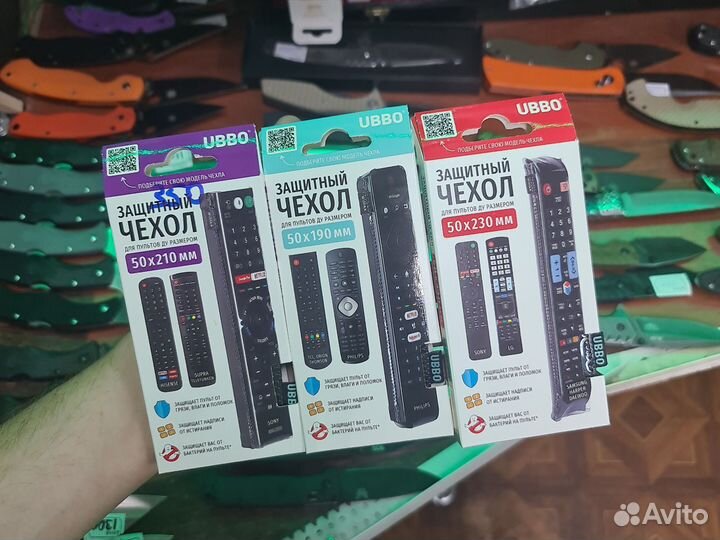 UBBO
ПОДБЕРИТЕ СВОЮ МОДЕЛЬ ЧЕХЛА
ЗАЩИТНЫЙ
ЧЕХОЛ
ДЛЯ ПУЛЬТОВ ДУ РАЗМЕРОМ
50x210 ММ
HISENSE
SUPRA
TELEFUNKEN
SONY
UBBO
ЗАЩИЩАЕТ ПУЛЬТ ОТ
ГРЯЗИ, ВЛАГИ И ПОЛОМОК
ЗАЩИЩАЕТ НАДПИСИ
ОТ ИСТИРАНИЯ
ЗАЩИЩАЕТ ВАС ОТ
БАКТЕРИЙ НА ПУЛЬТЕ*
UBBO
ПОДБЕРИТЕ СВОЮ МОДЕЛЬ ЧЕХЛА
ЗАЩИТНЫЙ
ЧЕХОЛ
ДЛЯ ПУЛЬТОВ ДУ РАЗМЕРОМ
50x190 ММ
TCL, ORION
THOMSON
PHILIPS
PHILIPS
UBBO
ЗАЩИЩАЕТ ПУЛЬТ ОТ
ГРЯЗИ, ВЛАГИ И ПОЛОМОК
ЗАЩИЩАЕТ НАДПИСИ
ОТ ИСТИРАНИЯ
ЗАЩИЩАЕТ ВАС ОТ
БАКТЕРИЙ НА ПУЛЬТЕ*
UBBO
ПОДБЕРИТЕ СВОЮ МОДЕЛЬ ЧЕХЛА
ЗАЩИТНЫЙ
ЧЕХОЛ
ДЛЯ ПУЛЬТОВ ДУ РАЗМЕРОМ
50x230 ММ
SONY
LG
SAMSUNG
HARPER
DAEWOO
UBBO
ЗАЩИЩАЕТ ПУЛЬТ ОТ
ГРЯЗИ, ВЛАГИ И ПОЛОМОК
ЗАЩИЩАЕТ НАДПИСИ
ОТ ИСТИРАНИЯ
ЗАЩИЩАЕТ ВАС ОТ
БАКТЕРИЙ НА ПУЛЬТЕ*
Avito